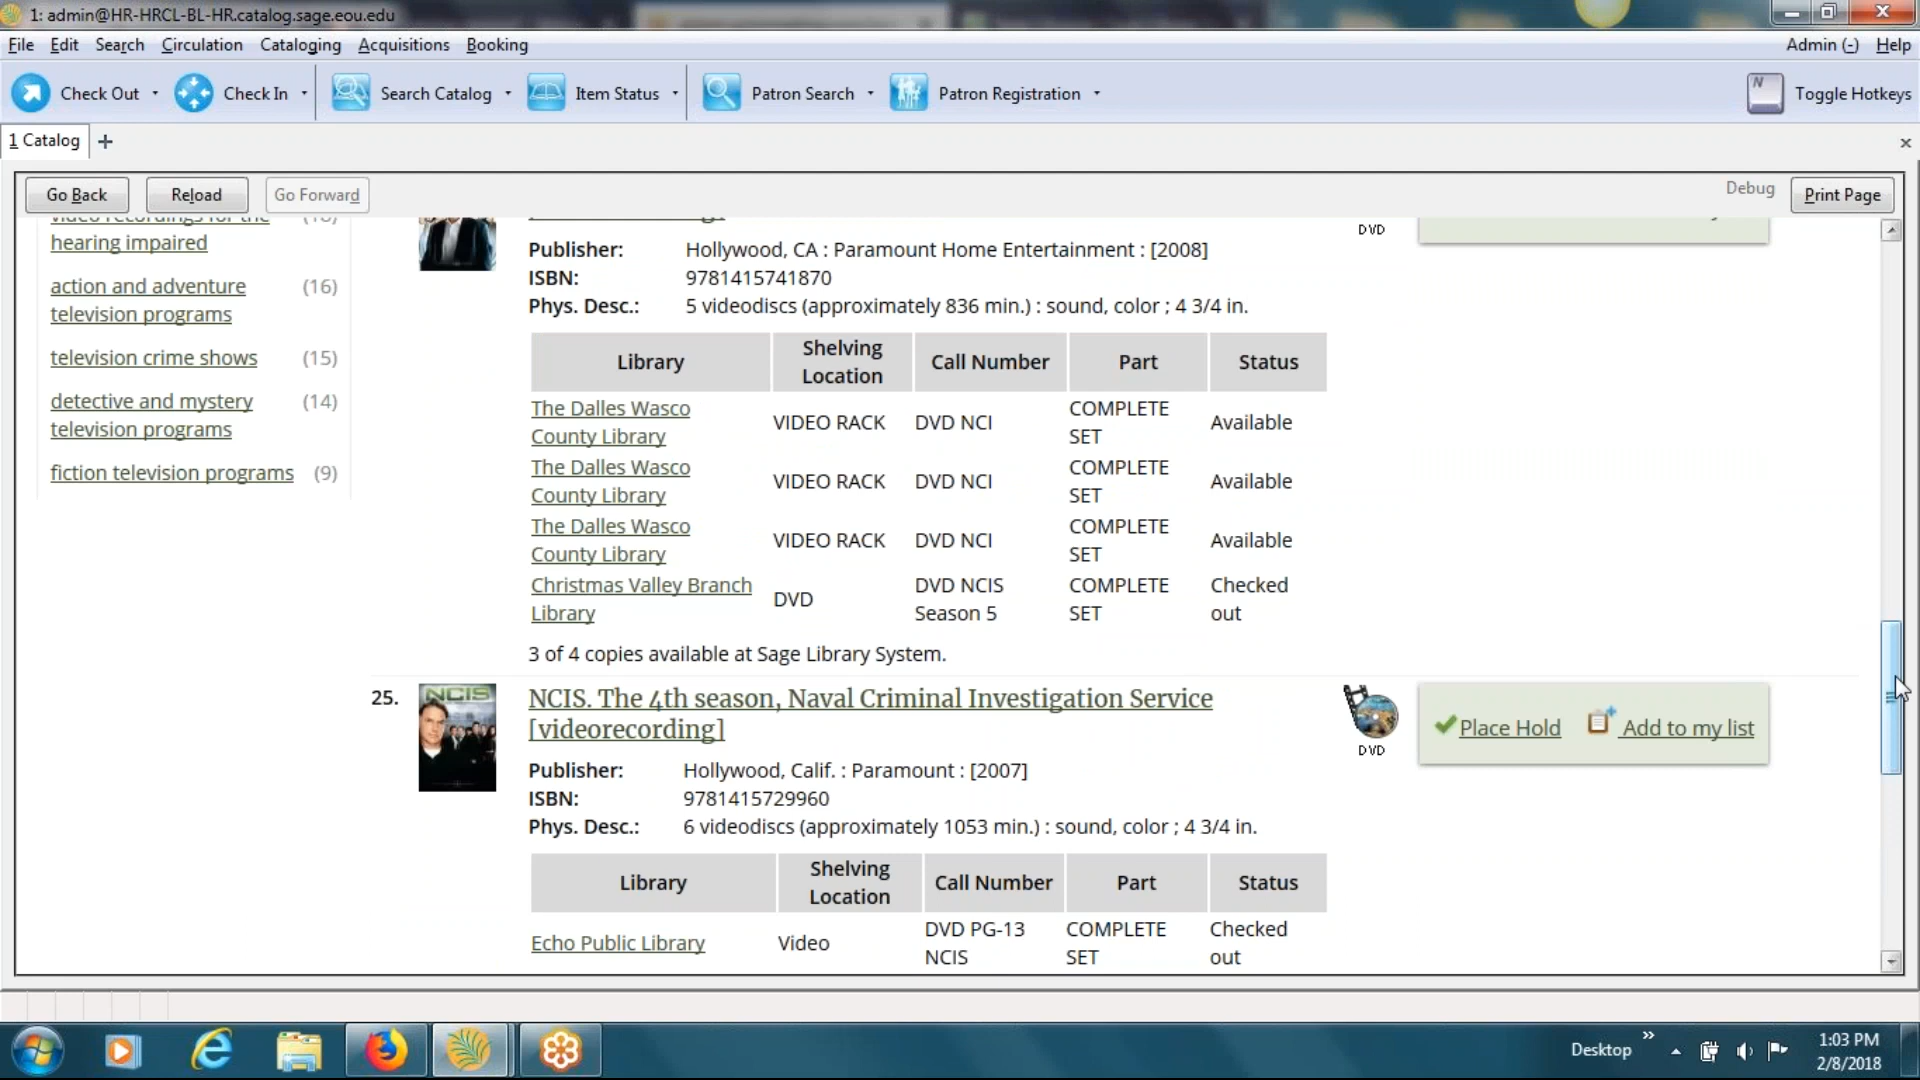 1: admin@HR-HRCL-BL-HR.catalog.sage.eou.edu
File Edit Search Circulation Cataloging Acquisitions Booking Admin (-) Help
Check Out Check In Search Catalog Item Status Patron Search Patron Registration N Toggle Hotkeys
1 Catalog
Go Back Reload Go Forward Debug Print Page
video recordings for the
hearing impaired
action and adventure (16)
television programs
television crime shows (15)
detective and mystery (14)
television programs
fiction television programs (9)
DVD
Publisher: Hollywood, CA : Paramount Home Entertainment : [2008]
ISBN: 9781415741870
Phys. Desc.: 5 videodiscs (approximately 836 min.) : sound, color ; 4 3/4 in.
Library Shelving Location Call Number Part Status
The Dalles Wasco County Library VIDEO RACK DVD NCI COMPLETE SET Available
The Dalles Wasco County Library VIDEO RACK DVD NCI COMPLETE SET Available
The Dalles Wasco County Library VIDEO RACK DVD NCI COMPLETE SET Available
Christmas Valley Branch Library DVD DVD NCIS Season 5 COMPLETE SET Checked out
3 of 4 copies available at Sage Library System.
25. NCIS NCIS. The 4th season, Naval Criminal Investigation Service
[videorecording]
DVD
Place Hold Add to my list
Publisher: Hollywood, Calif. : Paramount : [2007]
ISBN: 9781415729960
Phys. Desc.: 6 videodiscs (approximately 1053 min.) : sound, color ; 4 3/4 in.
Library Shelving Location Call Number Part Status
Echo Public Library Video DVD PG-13 NCIS COMPLETE SET Checked out
Desktop 1:03 PM
2/8/2018